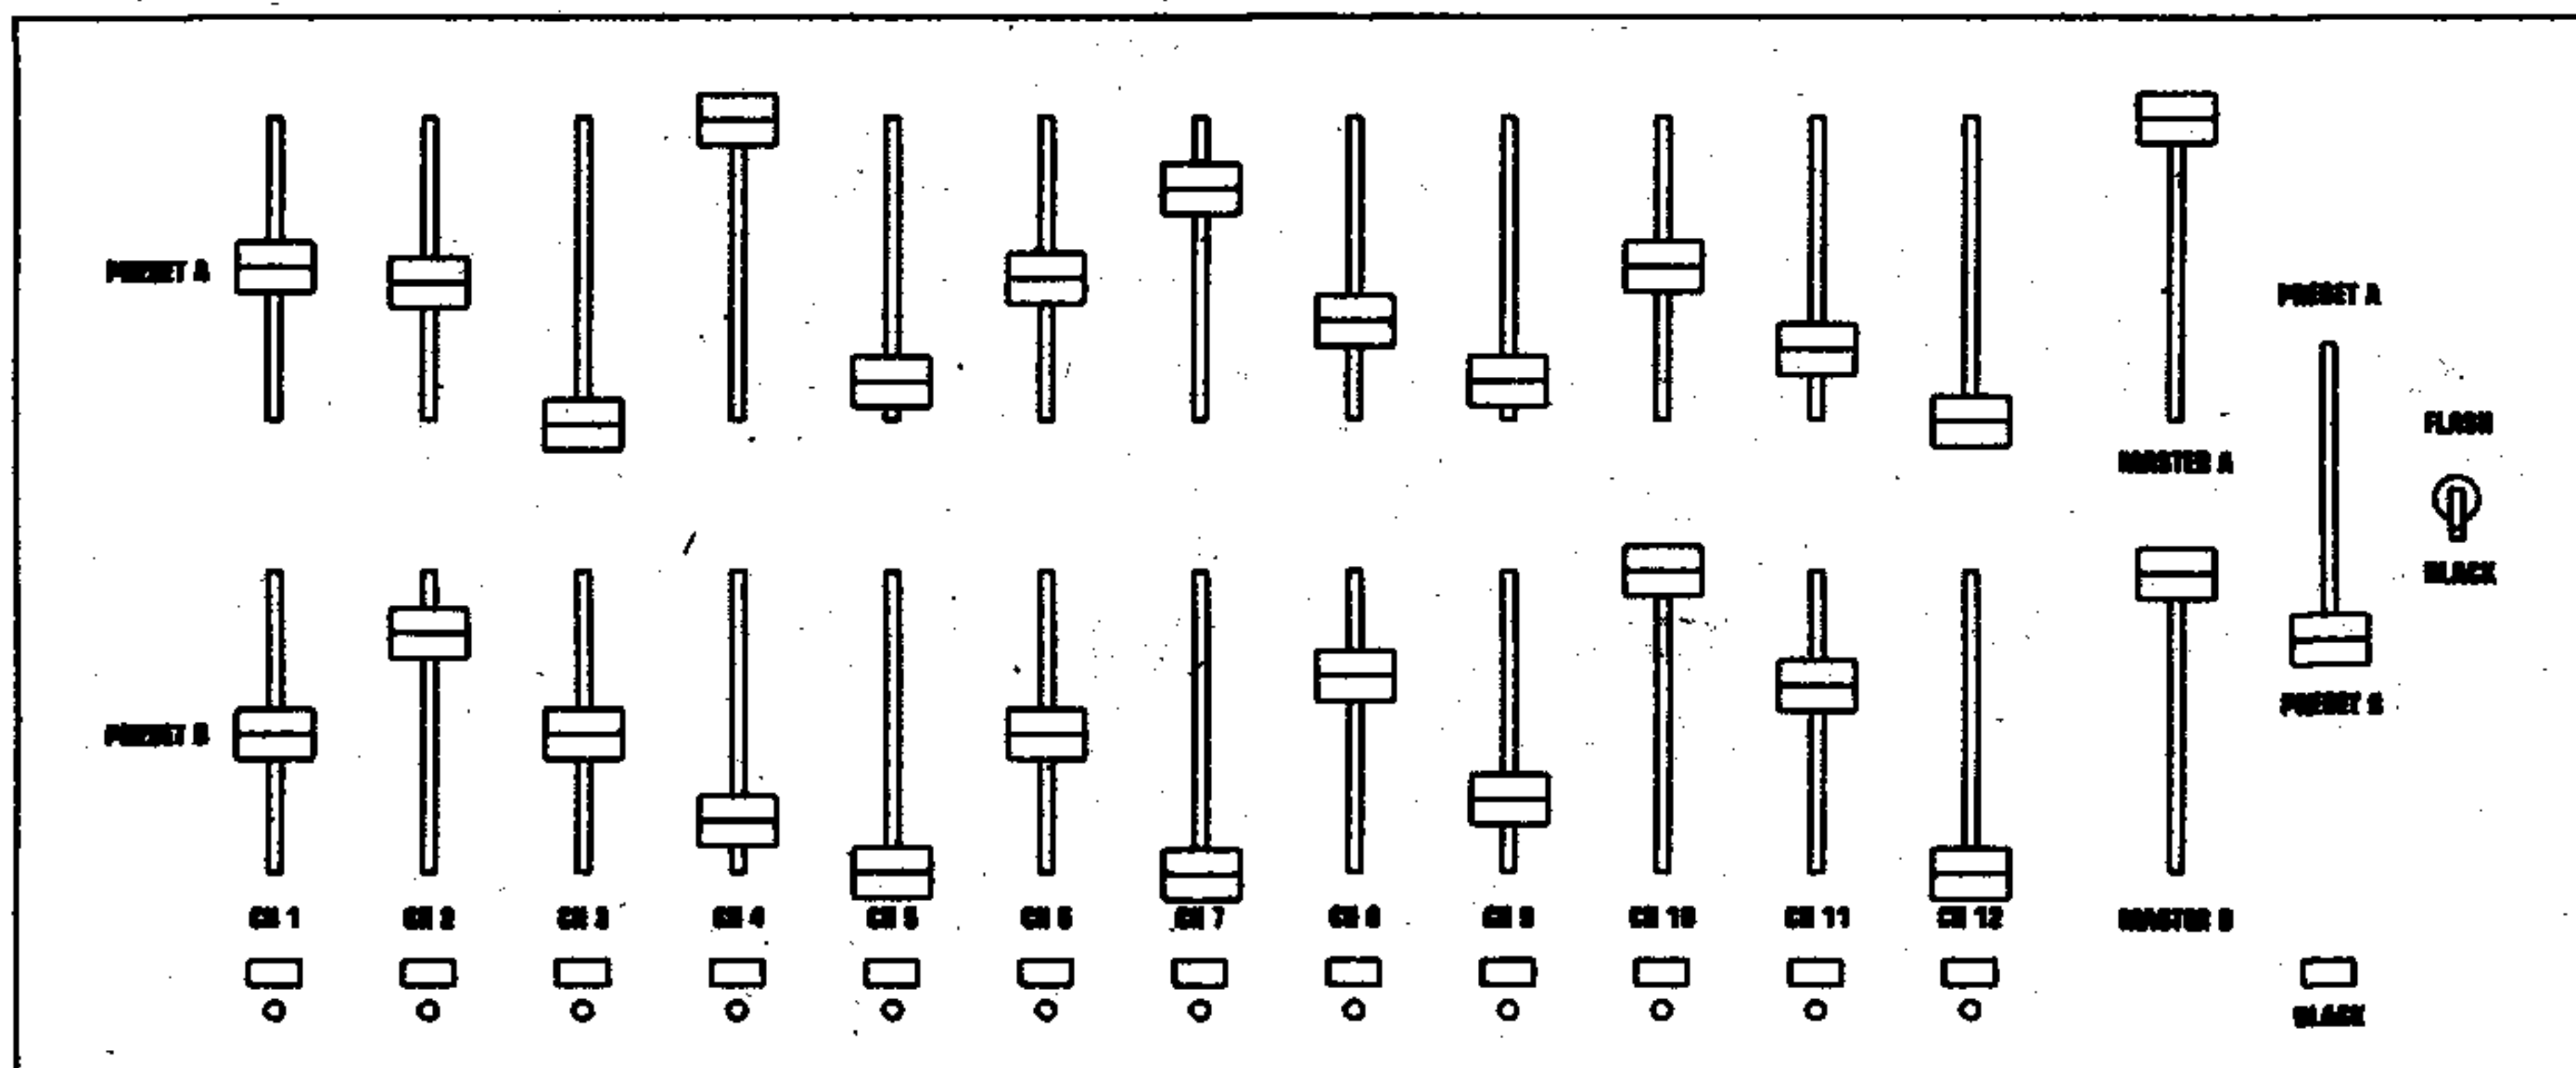 PRESET A
PRESET A
FLASH
MASTER A
BLACK
PRESET B
PRESET B
CH 1 CH 2 CH 3 CH 4 CH 5 CH 6 CH 7 CH 8 CH 9 CH 10 CH 11 CH 12 MASTER B
BLACK